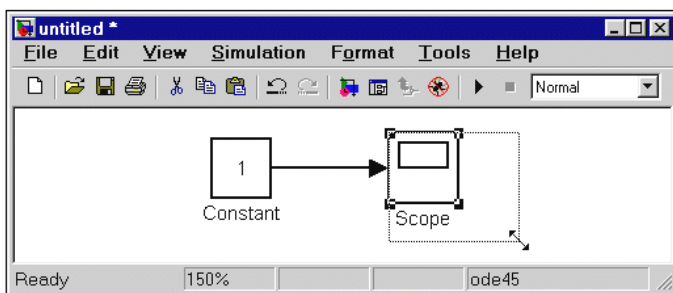 untitled *
File Edit View Simulation Format Tools Help
Normal
1
Constant
Scope
Ready 150% ode45